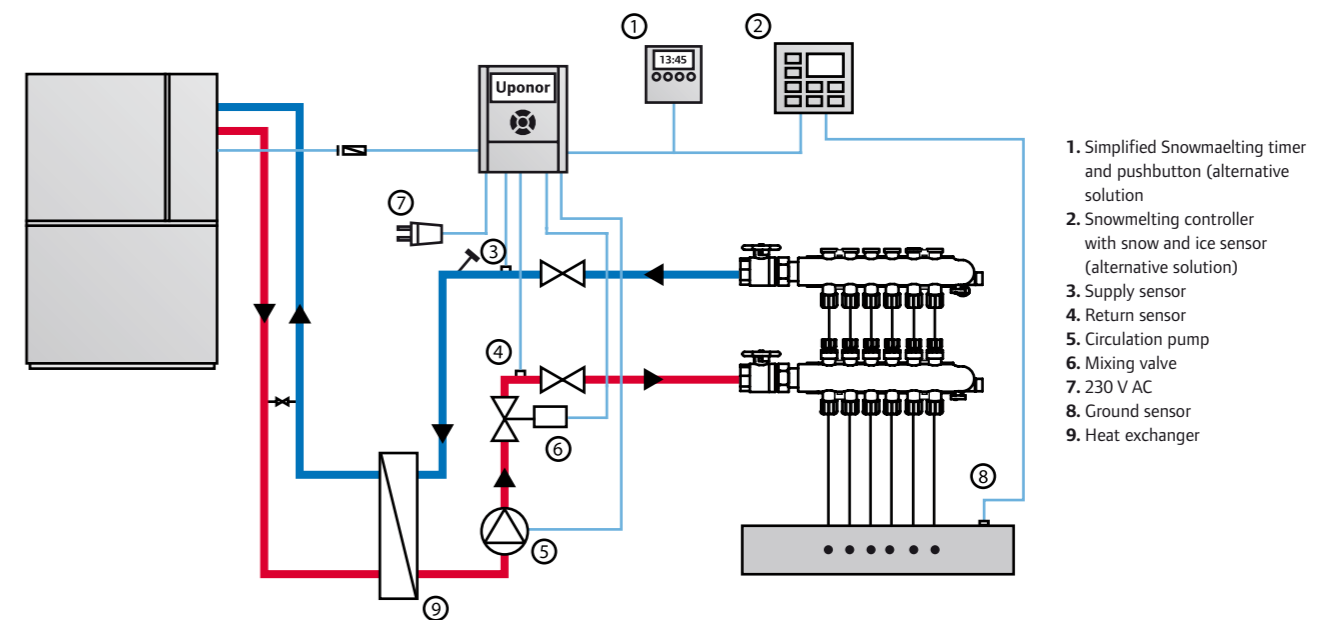 1
2
13:45
Uponor
7
3
4
6
5
8
9
1. Simplified Snowmaelting timer
and pushbutton (alternative
solution
2. Snowmelting controller
with snow and ice sensor
(alternative solution)
3. Supply sensor
4. Return sensor
5. Circulation pump
6. Mixing valve
7. 230 V AC
8. Ground sensor
9. Heat exchanger